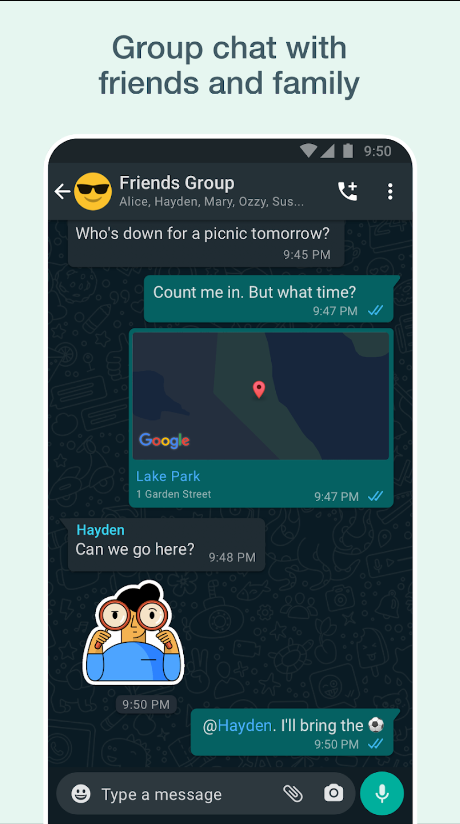 Group chat with
friends and family
9:50
Friends Group
Alice, Hayden, Mary, Ozzy, Sus...
Who's down for a picnic tomorrow?
9:45 PM
Count me in. But what time?
9:47 PM
Google
Lake Park
1 Garden Street
9:47 PM
Hayden
Can we go here?
9:48 PM
9:50 PM
@Hayden. I'll bring the ⚽
9:50 PM
Type a message